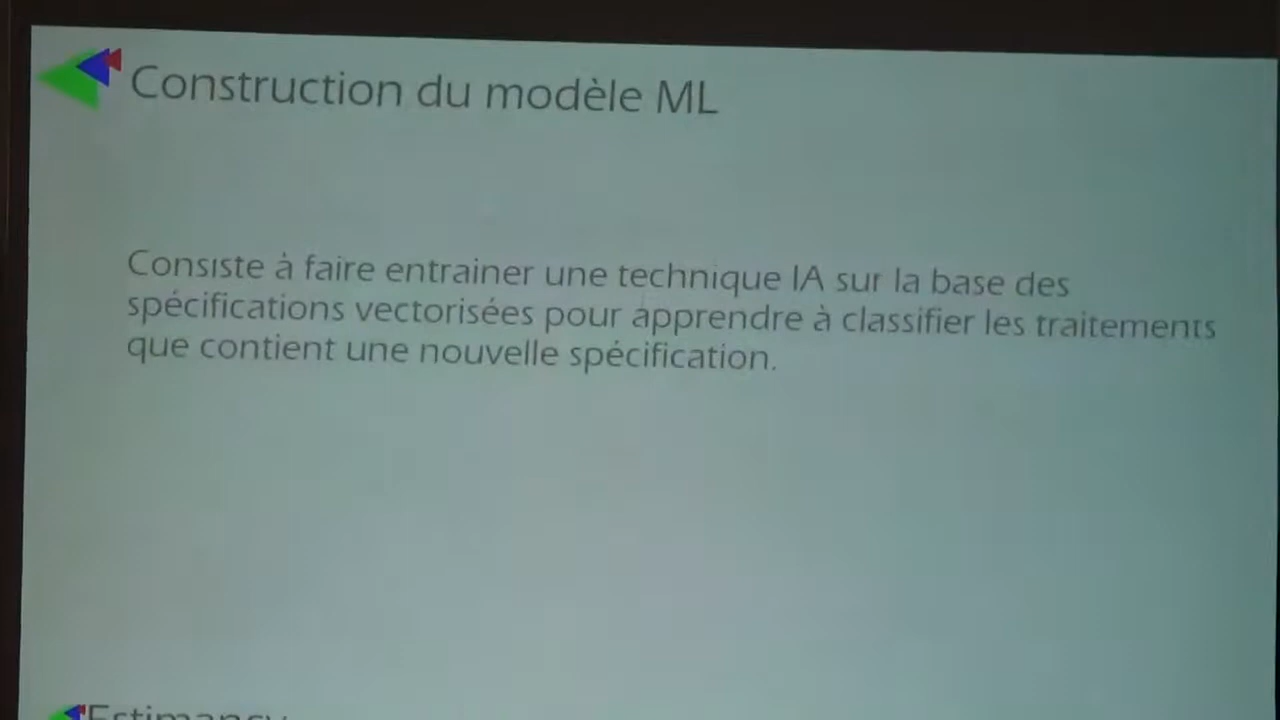 Construction du modèle ML
Consiste à faire entrainer une technique IA sur la base des
spécifications vectorisées pour apprendre à classifier les traitements
que contient une nouvelle spécification.
Estimancy